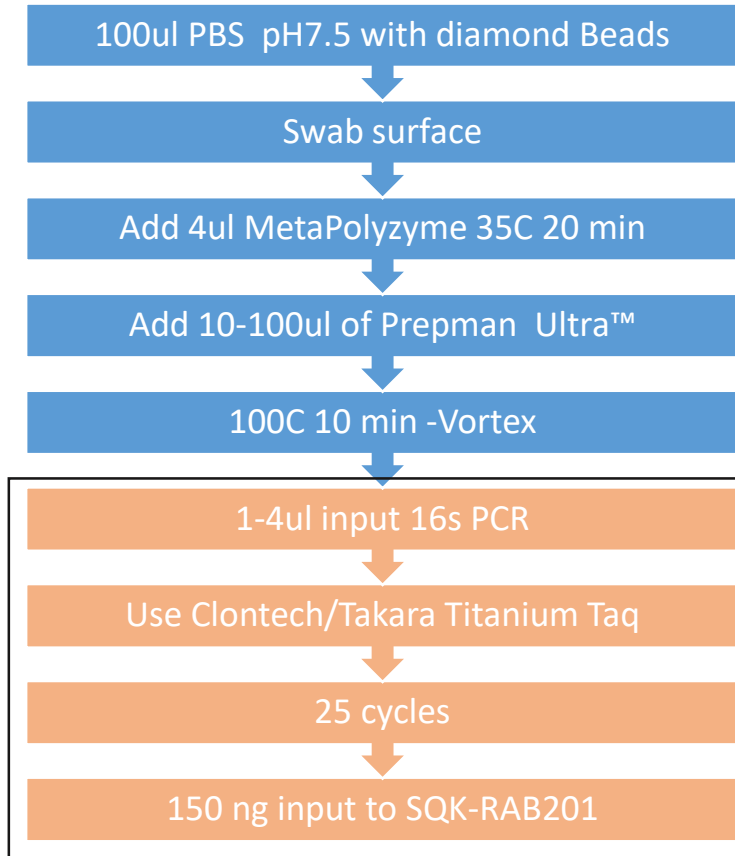 100ul PBS pH7.5 with diamond Beads
Swab surface
Add 4ul MetaPolyzyme 35C 20 min
Add 10-100ul of Prepman Ultra™
100C 10 min -Vortex
1-4ul input 16s PCR
Use Clontech/Takara Titanium Taq
25 cycles
150 ng input to SQK-RAB201